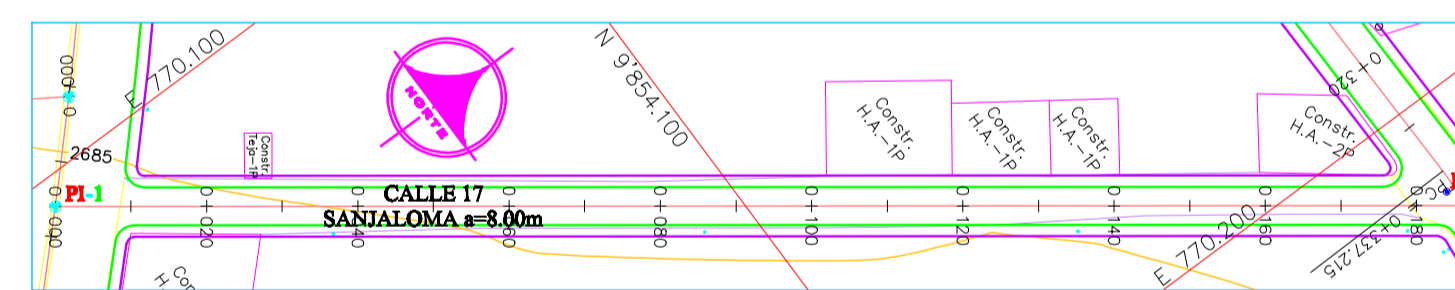 0+000
E 770.100
NORTE
N 9'854.100
0+320
2685
PI-1
Constr.
Teja-1P
CALLE 17
SANJALOMA a=8.00m
Constr.
H.A.-1P
Constr.
H.A.-1P
Constr.
H.A.-1P
Constr.
H.A.-2P
0+000
0+020
0+040
0+060
0+080
0+100
0+120
0+140
0+160
0+180
E 770.200
0+337.215